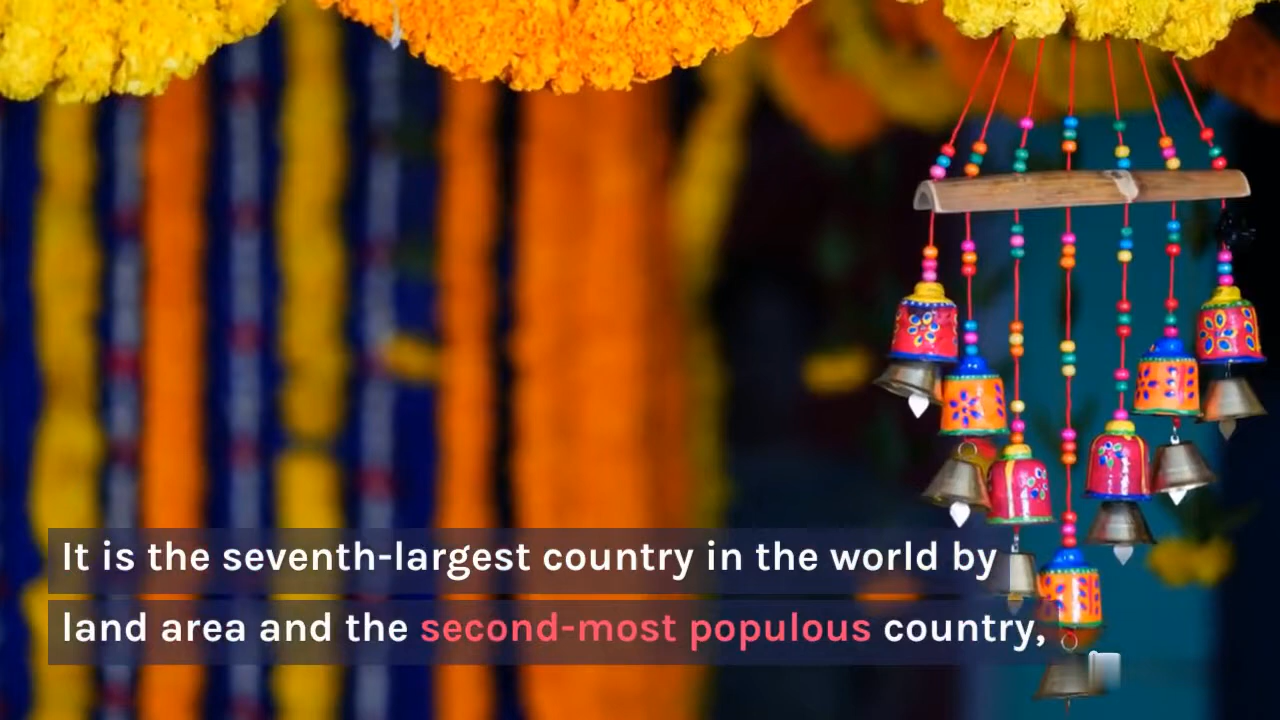 It is the seventh-largest country in the world by
land area and the second-most populous country,